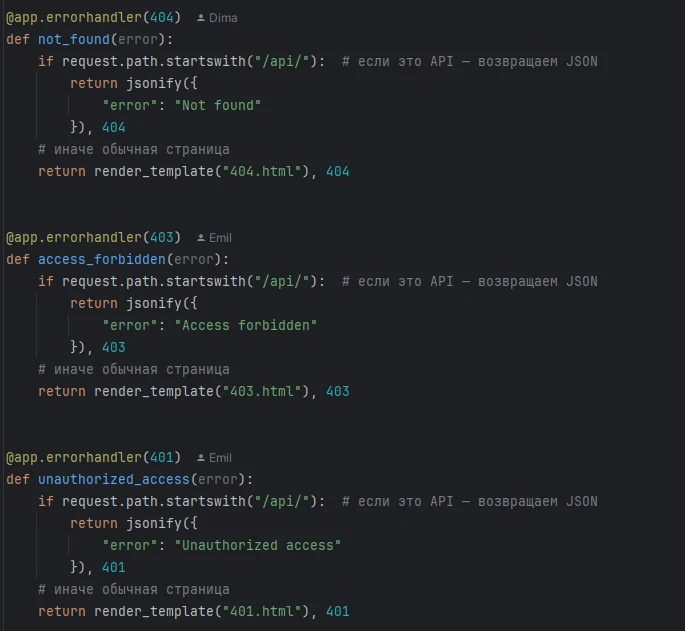 @app.errorhandler(404) Dima
def not_found(error):
    if request.path.startswith("/api/"):  # если это API — возвращаем JSON
        return jsonify({
            "error": "Not found"
        }), 404
    # иначе обычная страница
    return render_template("404.html"), 404
@app.errorhandler(403) Emil
def access_forbidden(error):
    if request.path.startswith("/api/"):  # если это API — возвращаем JSON
        return jsonify({
            "error": "Access forbidden"
        }), 403
    # иначе обычная страница
    return render_template("403.html"), 403
@app.errorhandler(401) Emil
def unauthorized_access(error):
    if request.path.startswith("/api/"):  # если это API — возвращаем JSON
        return jsonify({
            "error": "Unauthorized access"
        }), 401
    # иначе обычная страница
    return render_template("401.html"), 401